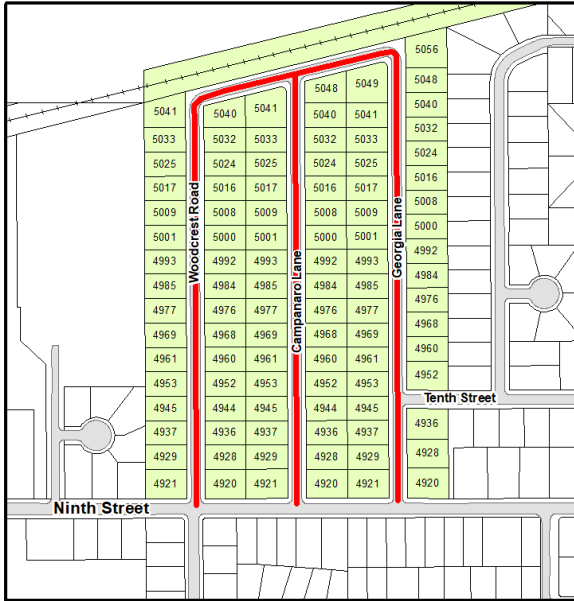 5056
5048 5049 5048
5041 5040 5041 5040 5041 5040
5033 5032 5033 5032 5033 5032
5025 5024 5025 5024 5025 5024
5017 5016 5017 5016 5017 5016
5009 5008 5009 5008 5009 5008
5001 5000 5001 5000 5001 5000
4993 4992 4993 4992 4993 4992
4985 4984 4985 4984 4985 4984
4977 4976 4977 4976 4977 4976
4969 4968 4969 4968 4969 4968
4961 4960 4961 4960 4961 4960
4953 4952 4953 4952 4953 4952
4945 4944 4945 4944 4945
4937 4936 4937 4936 4937 4936
4929 4928 4929 4928 4929 4928
4921 4920 4921 4920 4921 4920
Woodcrest Road
Campanaro Lane
Georgia Lane
Tenth Street
Ninth Street